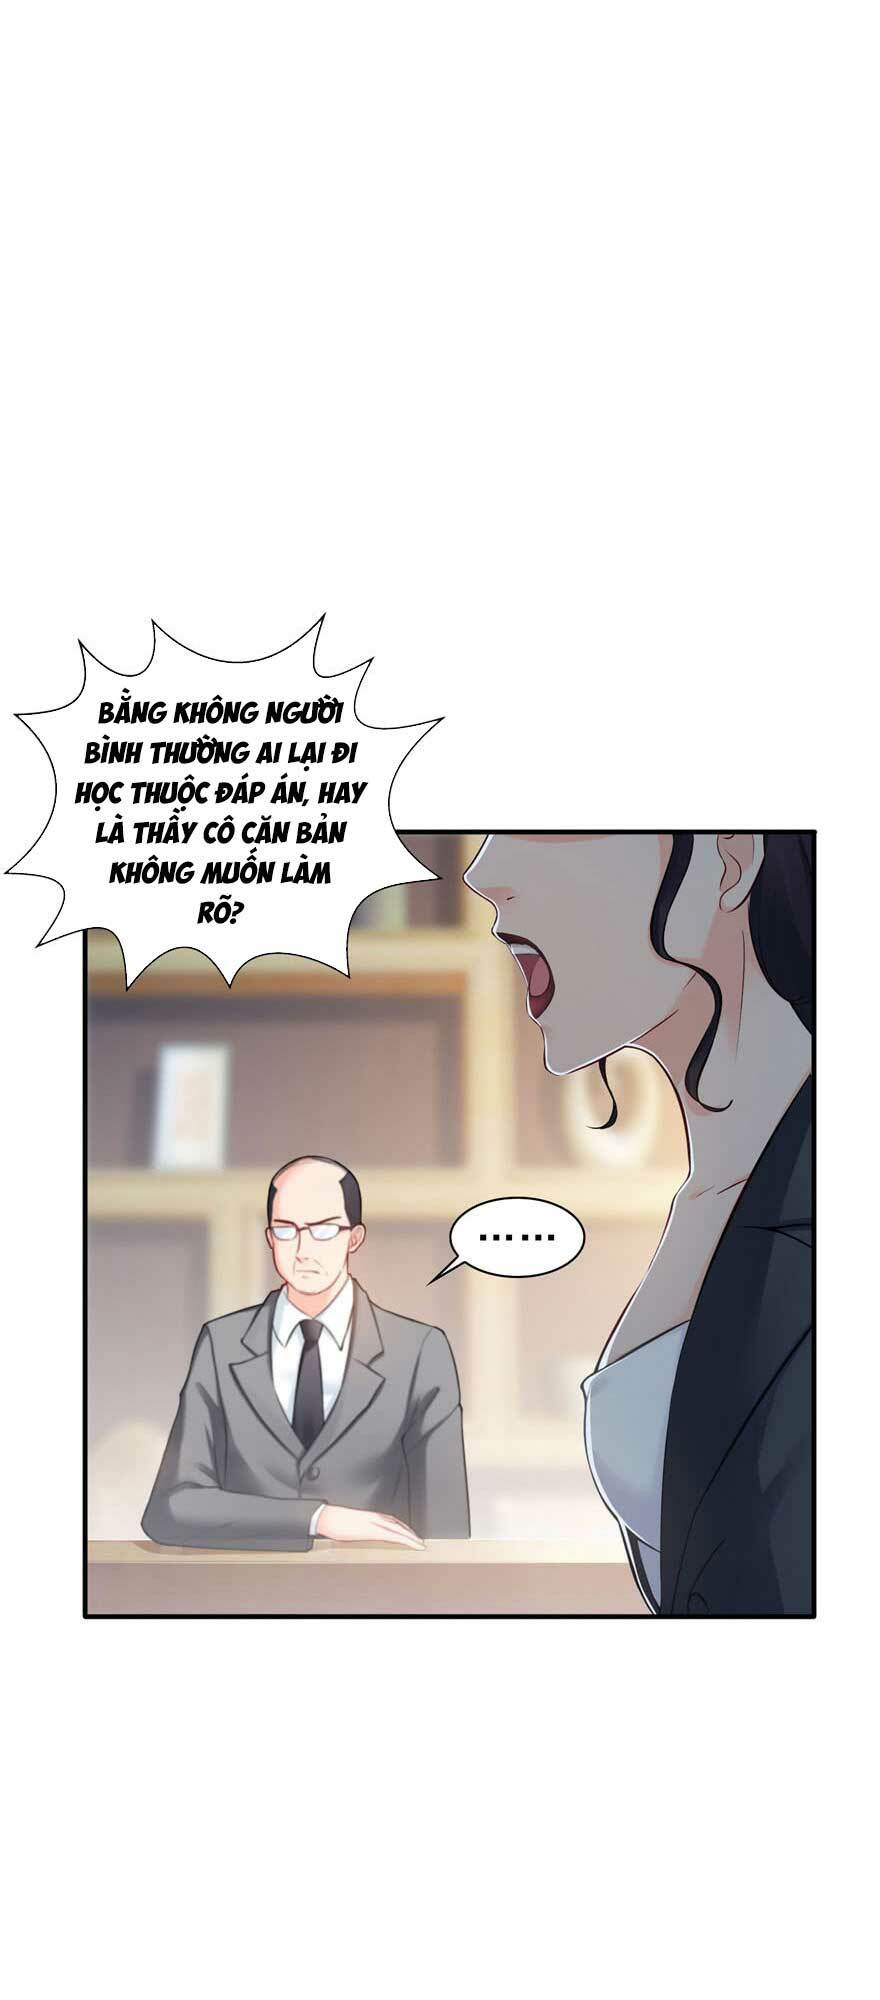 BẰNG KHÔNG NGƯỜI
BÌNH THƯỜNG AI LẠI ĐI
HỌC THUỘC ĐÁP ÁN, HAY
LÀ THẦY CÔ CĂN BẢN
KHÔNG MUỐN LÀM
RÕ?
......